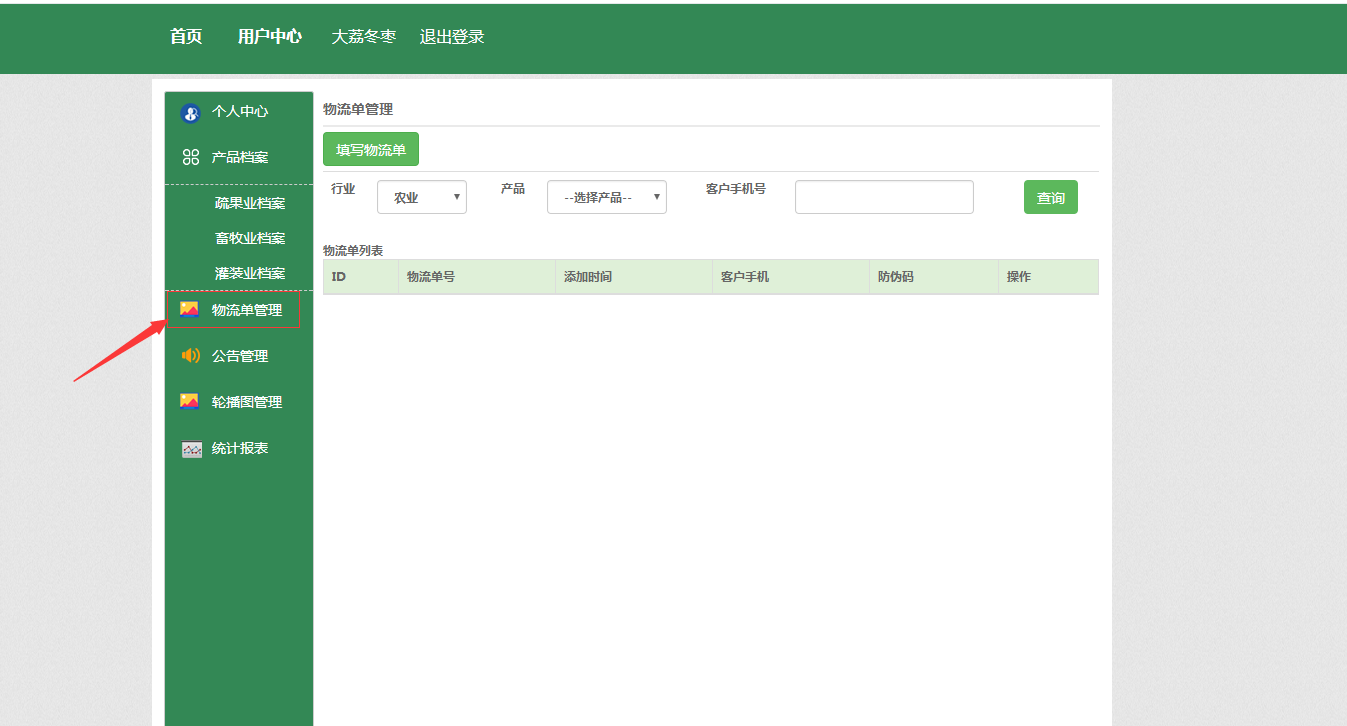 首页 用户中心 大荔冬枣 退出登录
个人中心
产品档案
疏果业档案
畜牧业档案
灌装业档案
物流单管理
公告管理
轮播图管理
统计报表
物流单管理
填写物流单
行业 农业 产品 --选择产品-- 客户手机号 查询
物流单列表
ID 物流单号 添加时间 客户手机 防伪码 操作